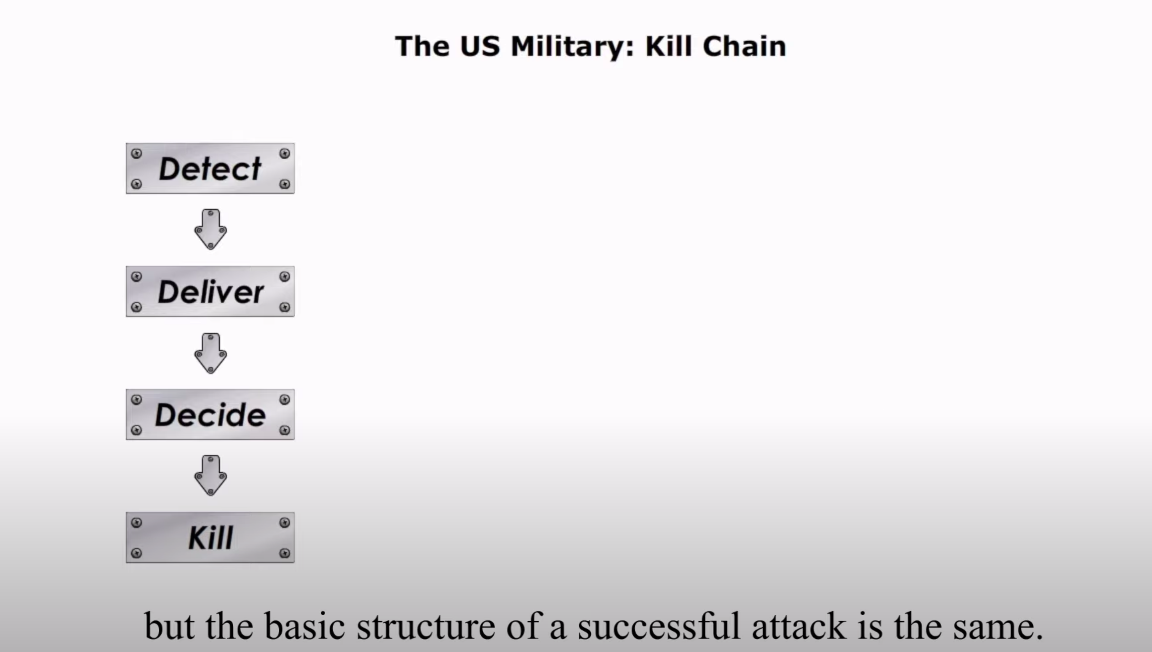 The US Military: Kill Chain
Detect
Deliver
Decide
Kill
but the basic structure of a successful attack is the same.